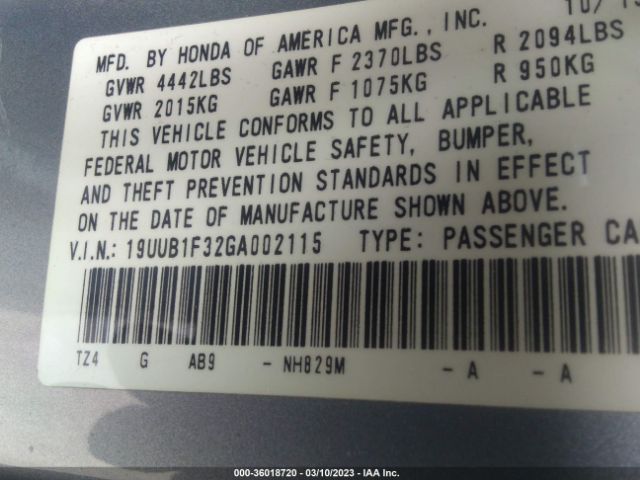 MFD. BY HONDA OF AMERICA MFG., INC. 10/15
GVWR 4442LBS GAWR F 2370LBS R 2094LBS
GVWR 2015KG GAWR F 1075KG R 950KG
THIS VEHICLE CONFORMS TO ALL APPLICABLE
FEDERAL MOTOR VEHICLE SAFETY, BUMPER,
AND THEFT PREVENTION STANDARDS IN EFFECT
ON THE DATE OF MANUFACTURE SHOWN ABOVE.
V.I.N.: 19UUB1F32GA002115 TYPE: PASSENGER CA
TZ4 G AB9 - NH829M - A - A
000-36018720 - 03/10/2023 - IAA Inc.